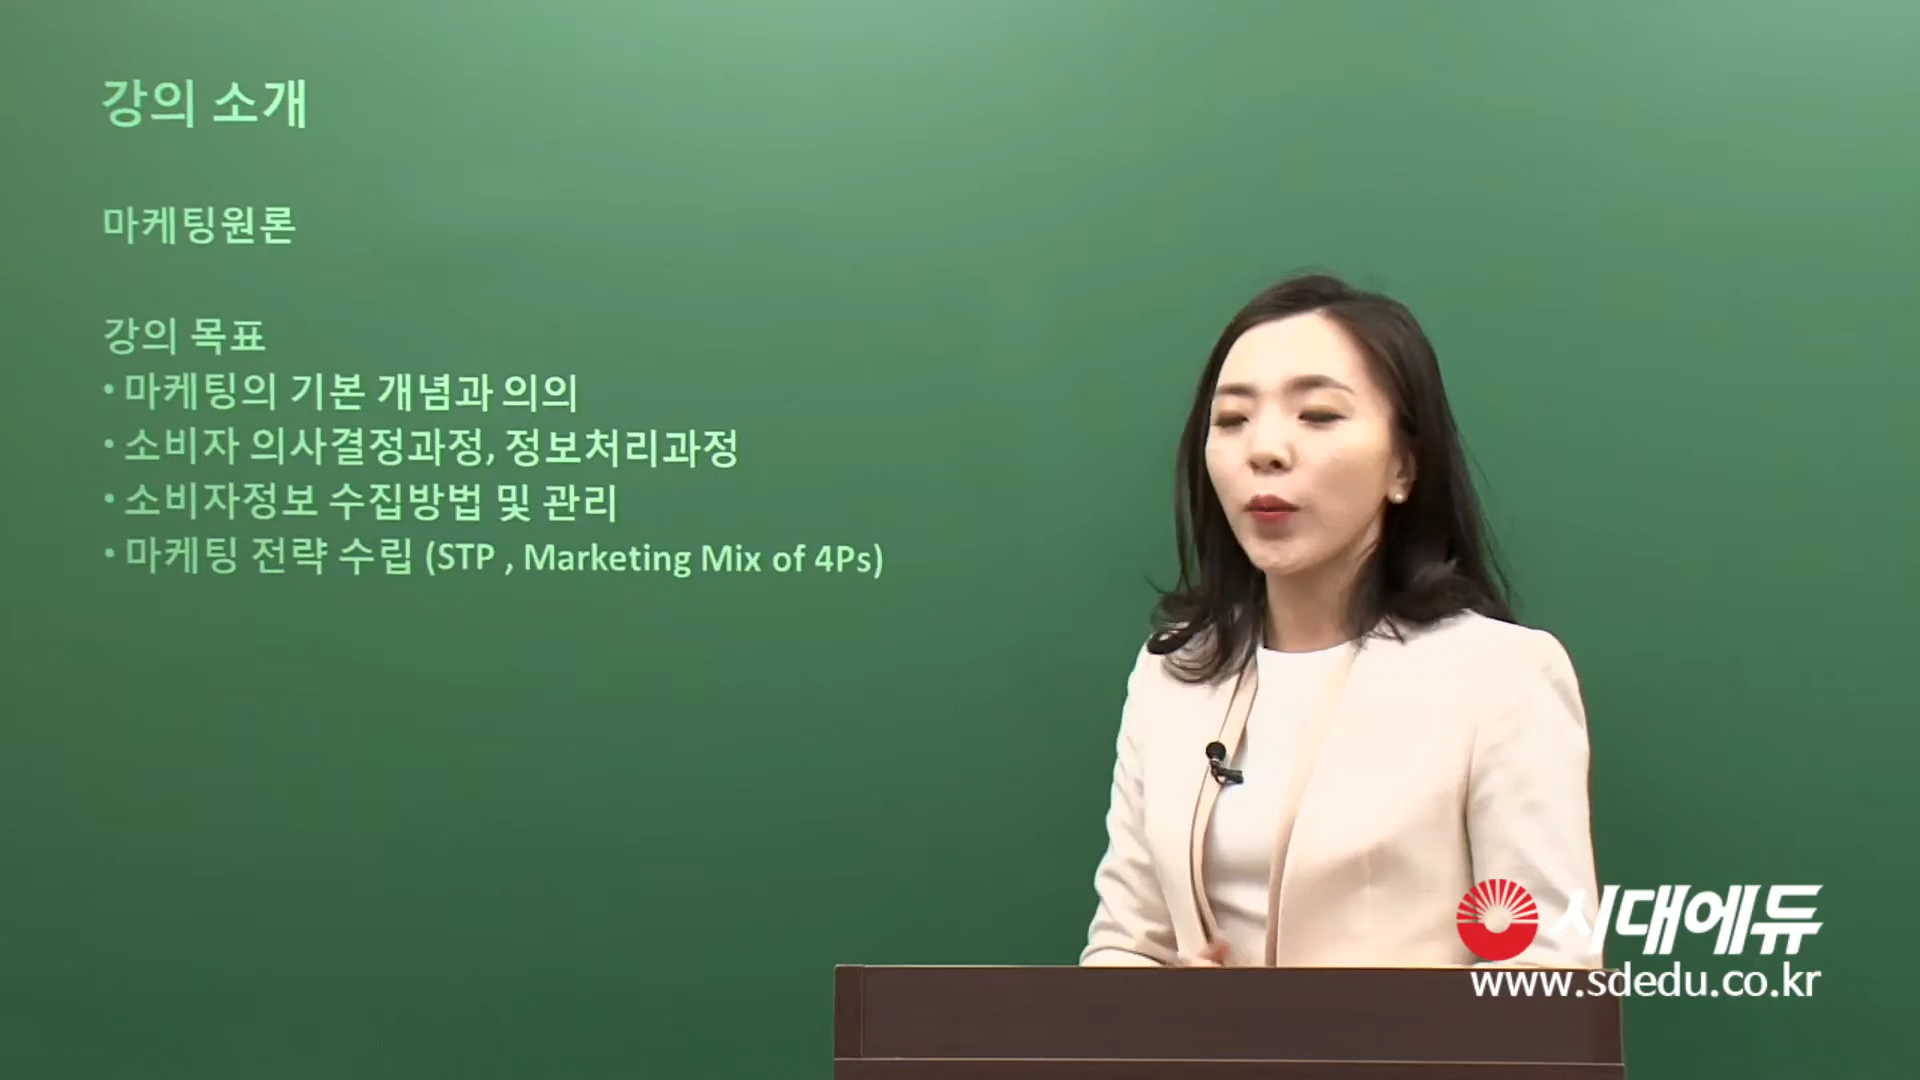 강의 소개
마케팅원론
강의 목표
• 마케팅의 기본 개념과 의의
• 소비자 의사결정과정, 정보처리과정
• 소비자정보 수집방법 및 관리
• 마케팅 전략 수립 (STP , Marketing Mix of 4Ps)
시대에듀
www.sdedu.co.kr